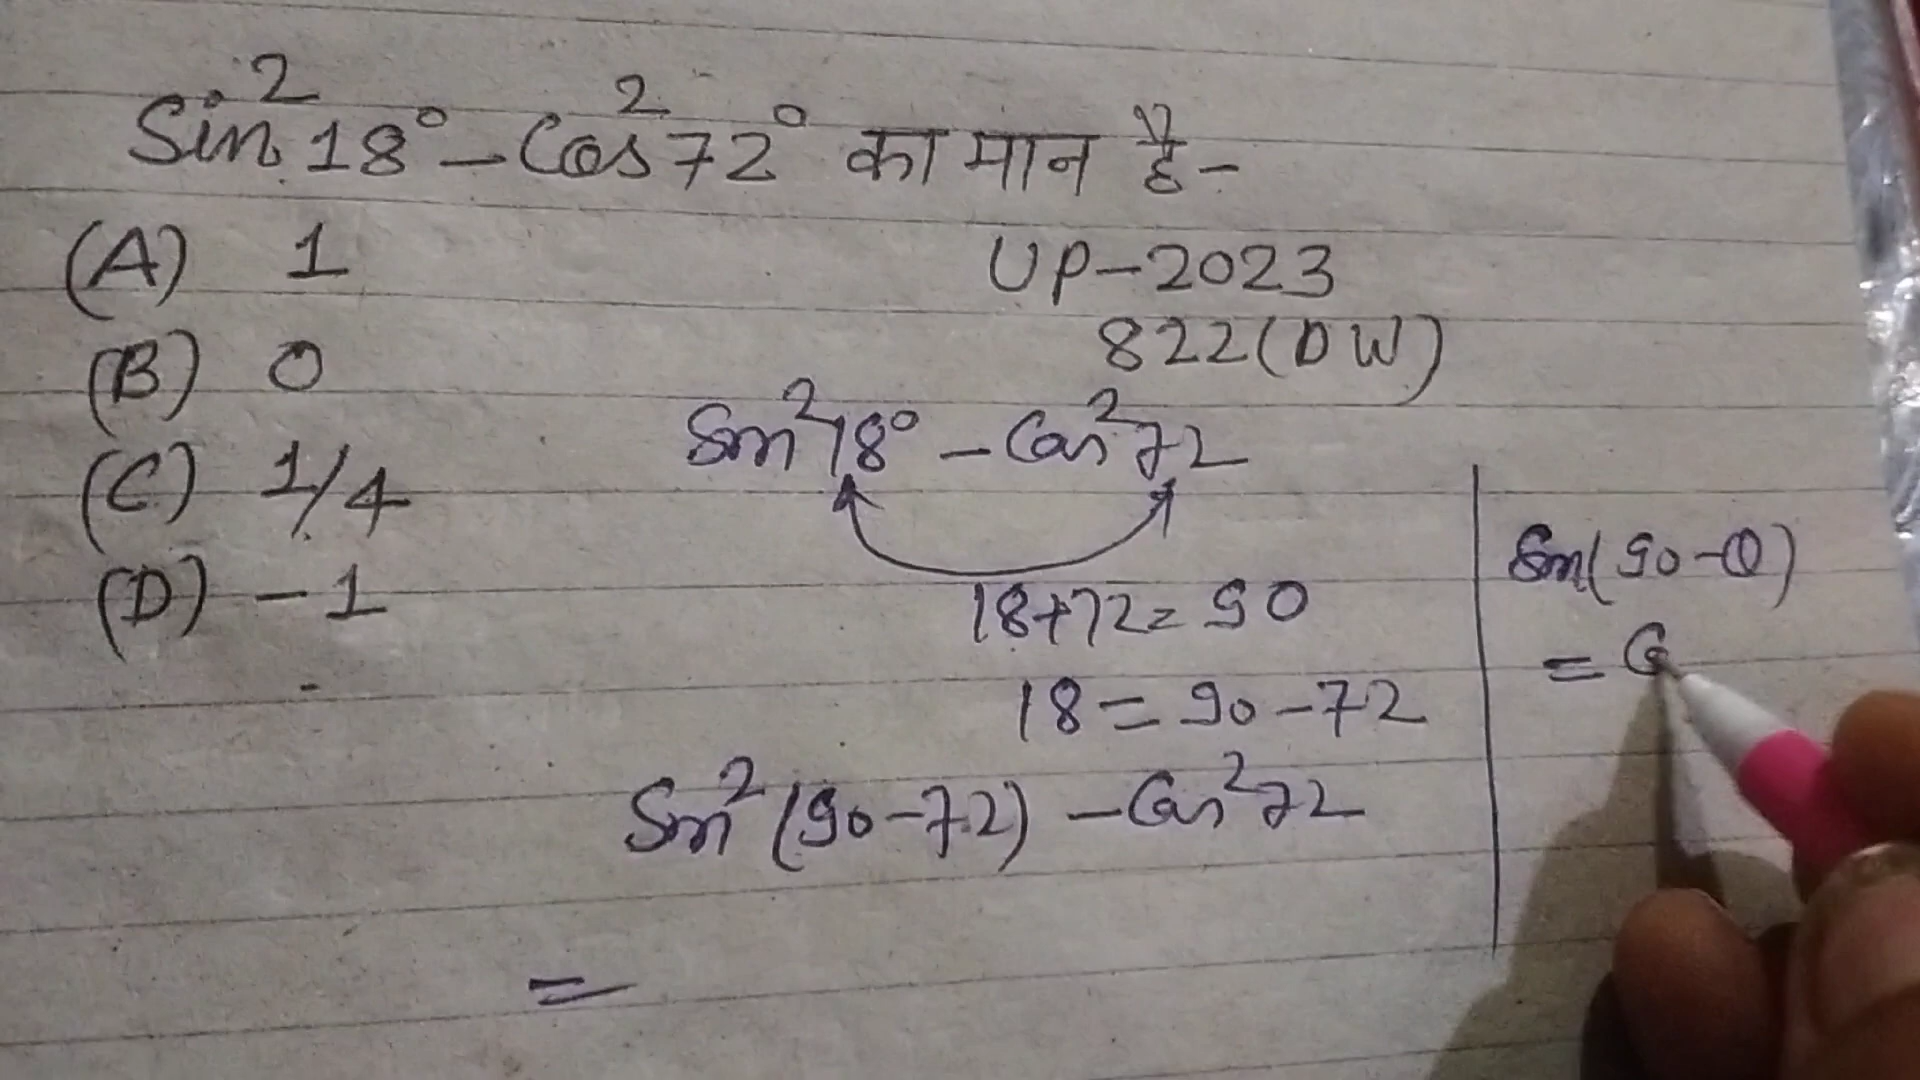 Sin²18° - Cos²72° का मान है-
(A) 1
UP-2023
(B) 0
822(DW)
(C) 1/4
(D) -1
Sin²18° - Cos²72
18+72=90
18=90-72
Sin²(90-72) - Cos²72
=
Sin(90-θ)
= C